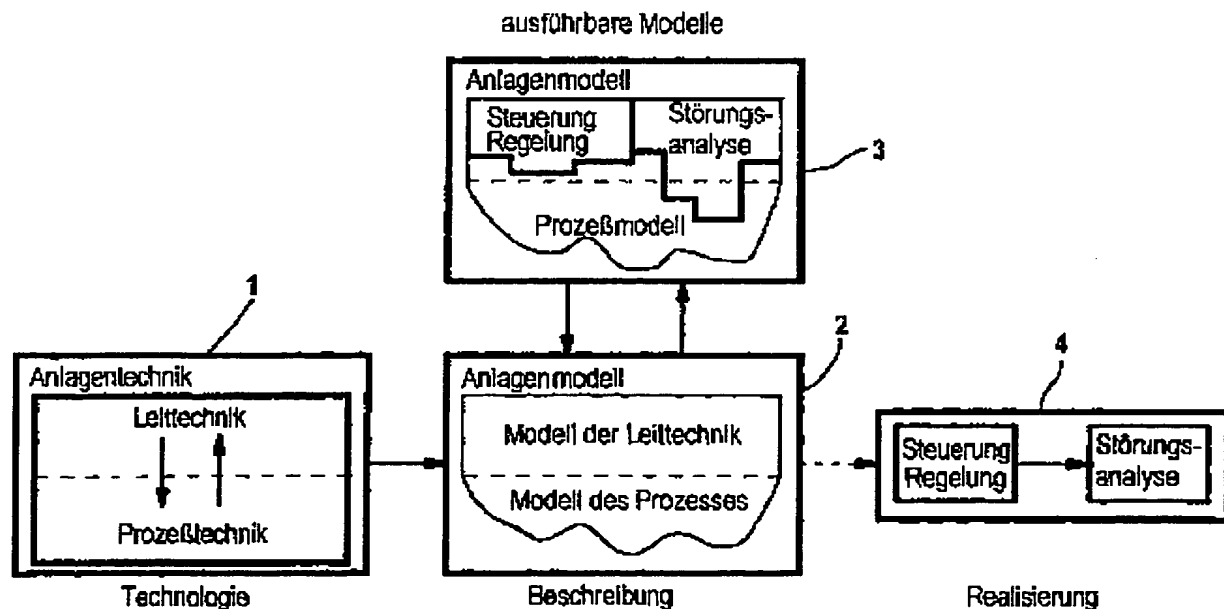 ausführbare Modelle
Anlagenmodell
Steuerung
Regelung
Störungs-
analyse
Prozeßmodell
3
1
Anlagentechnik
Leittechnik
Prozeßtechnik
Technologie
2
Anlagenmodell
Modell der Leittechnik
Modell des Prozesses
Beschreibung
4
Steuerung
Regelung
Störungs-
analyse
Realisierung